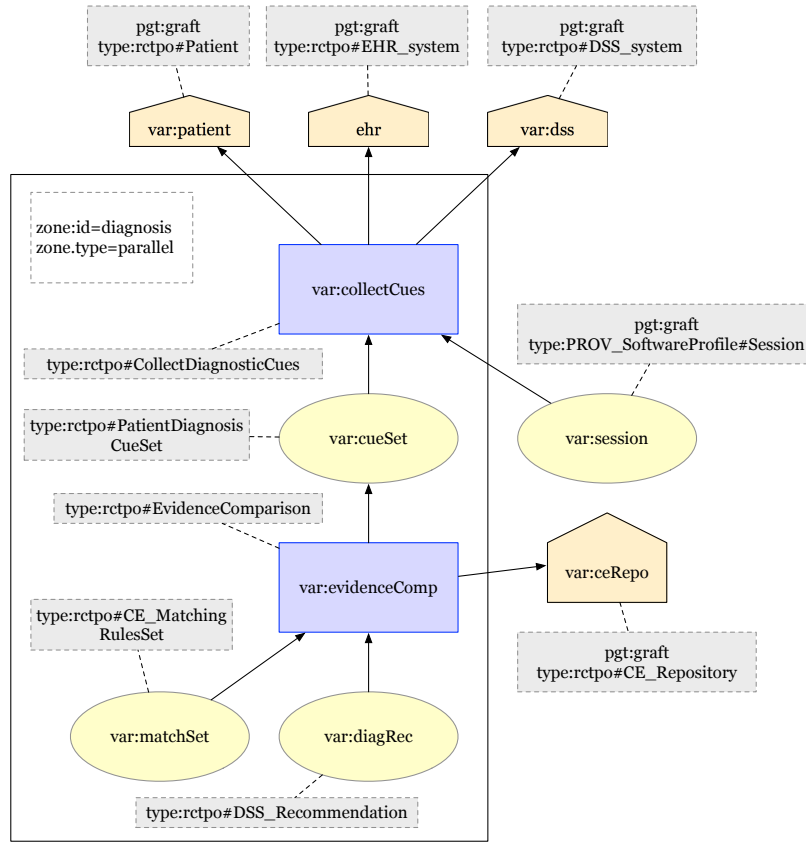 pgt:graft
type:rctpo#Patient
pgt:graft
type:rctpo#EHR_system
pgt:graft
type:rctpo#DSS_system
var:patient
ehr
var:dss
zone:id=diagnosis
zone.type=parallel
var:collectCues
pgt:graft
type:PROV_SoftwareProfile#Session
type:rctpo#CollectDiagnosticCues
type:rctpo#PatientDiagnosis
CueSet
var:cueSet
var:session
type:rctpo#EvidenceComparison
var:evidenceComp
var:ceRepo
type:rctpo#CE_Matching
RulesSet
pgt:graft
type:rctpo#CE_Repository
var:matchSet
var:diagRec
type:rctpo#DSS_Recommendation